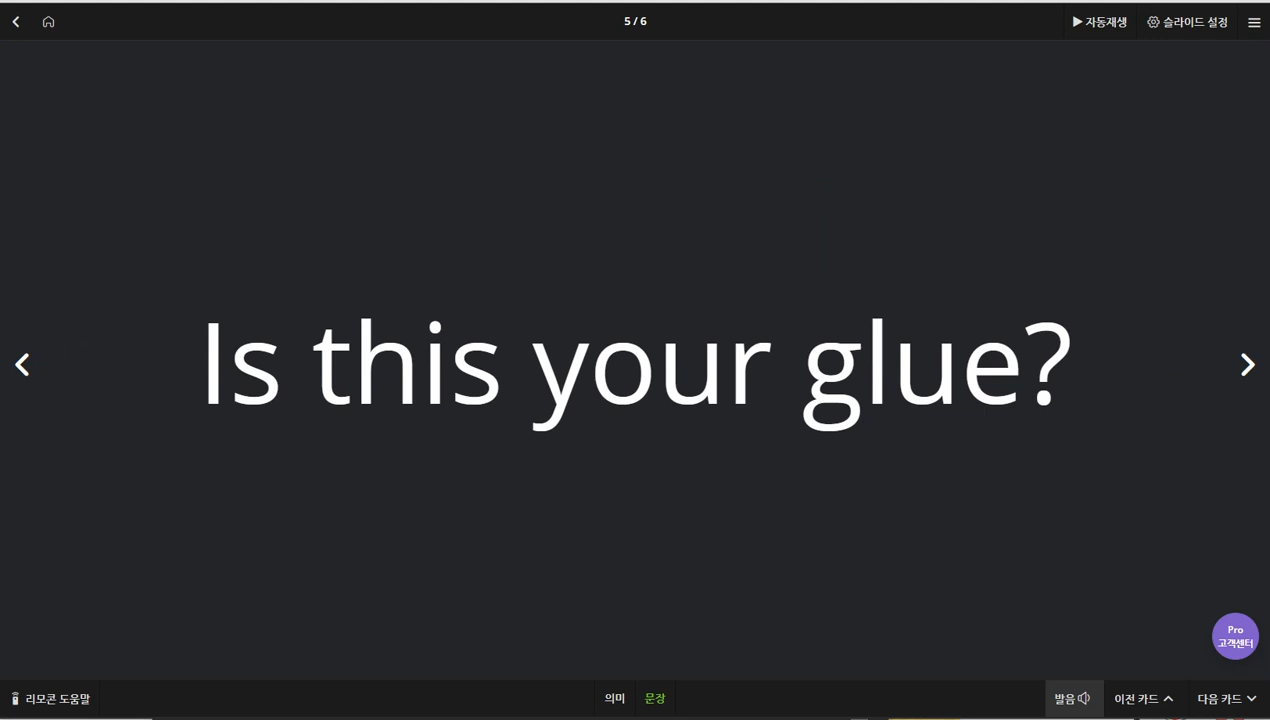 5 / 6
자동재생
슬라이드 설정
Is this your glue?
Pro
고객센터
리모콘 도움말
의미
문장
발음
이전 카드
다음 카드